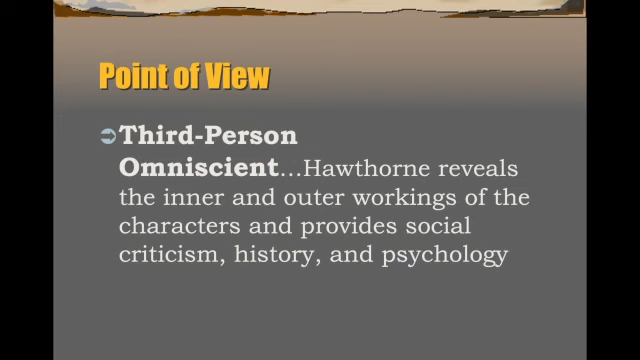 Point of View
Third-Person
Omniscient...Hawthorne reveals
the inner and outer workings of the
characters and provides social
criticism, history, and psychology